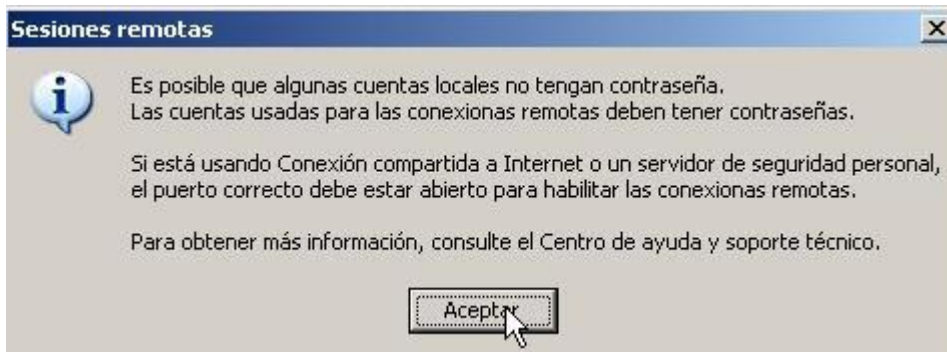 Sesiones remotas
Es posible que algunas cuentas locales no tengan contraseña.
Las cuentas usadas para las conexionas remotas deben tener contraseñas.
Si está usando Conexión compartida a Internet o un servidor de seguridad personal,
el puerto correcto debe estar abierto para habilitar las conexionas remotas.
Para obtener más información, consulte el Centro de ayuda y soporte técnico.
Aceptar